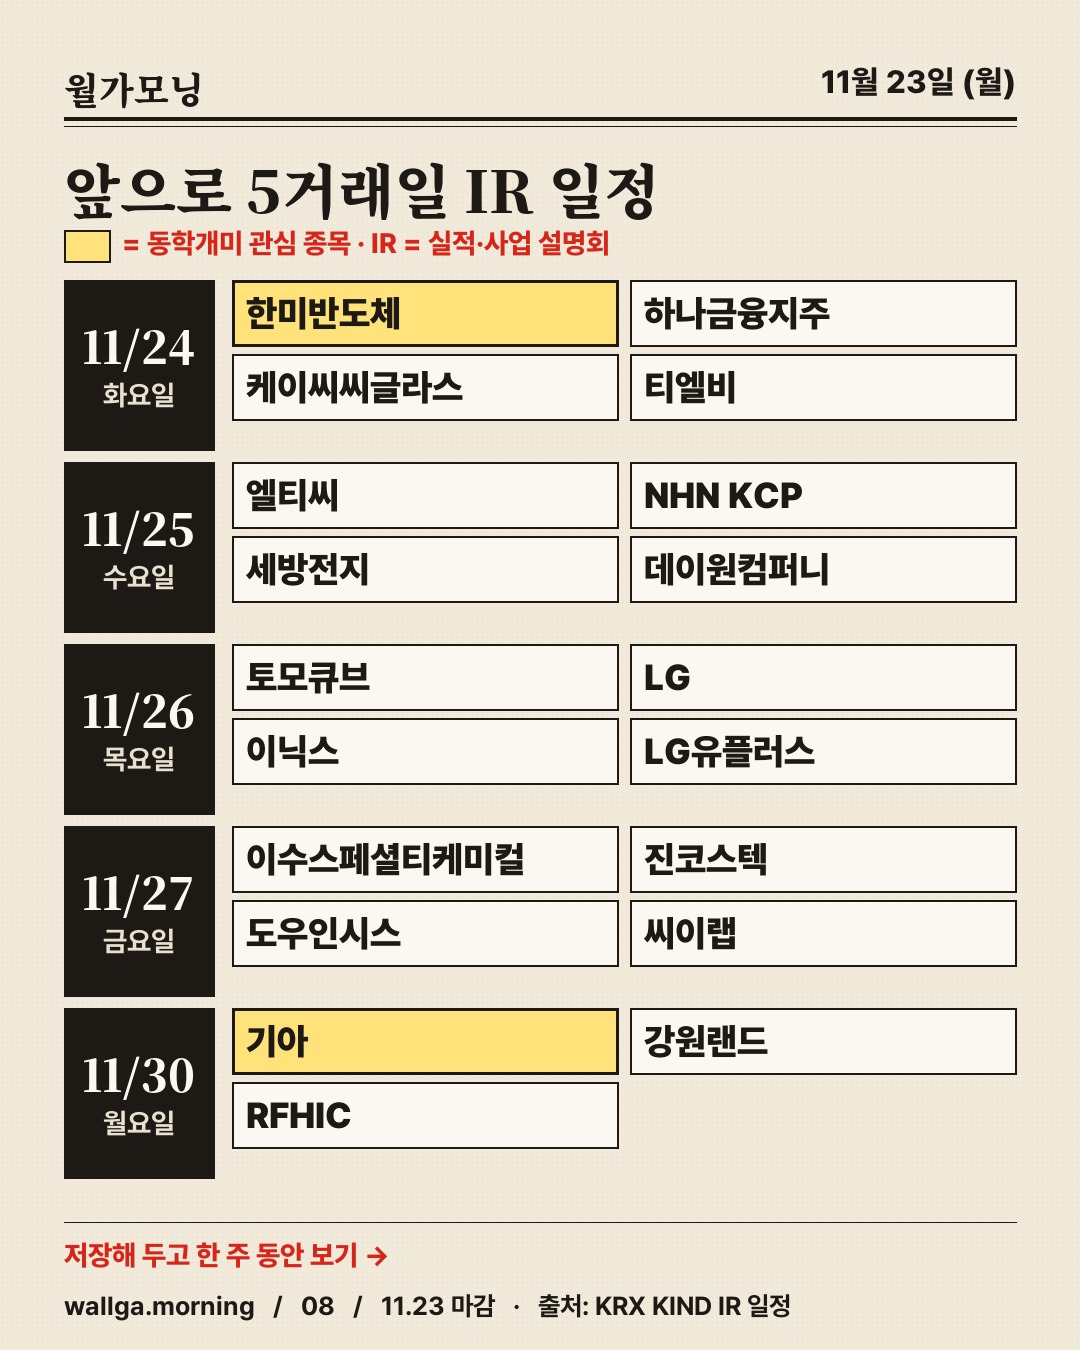 월가모닝
11월 23일 (월)
앞으로 5거래일 IR 일정
= 동학개미 관심 종목 · IR = 실적·사업 설명회
11/24
화요일
한미반도체
하나금융지주
케이씨씨글라스
티엘비
11/25
수요일
엘티씨
NHN KCP
세방전지
데이원컴퍼니
11/26
목요일
토모큐브
LG
이닉스
LG유플러스
11/27
금요일
이수스페셜티케미컬
진코스텍
도우인시스
씨이랩
11/30
월요일
기아
강원랜드
RFHIC
저장해 두고 한 주 동안 보기 →
wallga.morning / 08 / 11.23 마감 · 출처: KRX KIND IR 일정